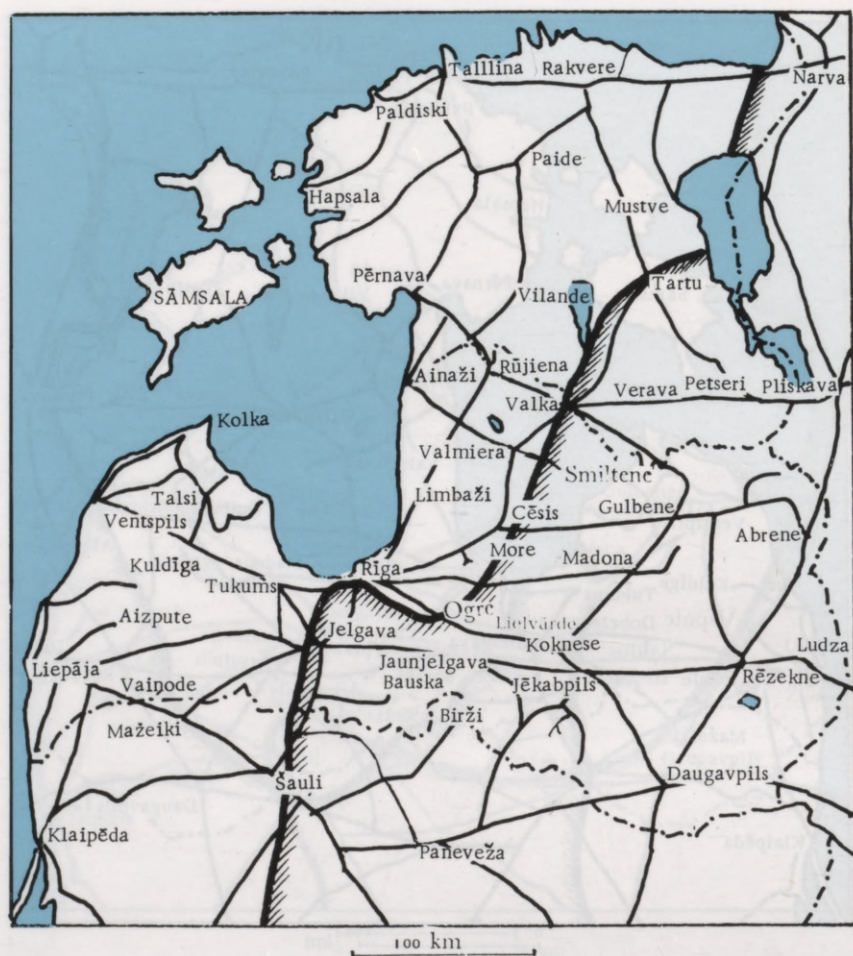 Talllina Rakvere
Narva
Paldiski
Paide
Hapsala
Mustve
Pērnava
Tartu
SĀMSALA
Vilande
Ainaži
Rūjiena
Verava
Petseri
Pliskava
Valka
Kolka
Valmiera
Smiltene
Talsi
Limbaži
Gulbene
Ventspils
Cēsis
Abrene
More
Madona
Kuldīga
Rīga
Tukums
Ogre
Aizpute
Lielvārde
Jelgava
Koknese
Ludza
Liepāja
Jaunjelgava
Vaiņode
Bauska
Jēkabpils
Rēzekne
Mažeiki
Birži
Šauli
Daugavpils
Klaipēda
Paņeveža
100 km